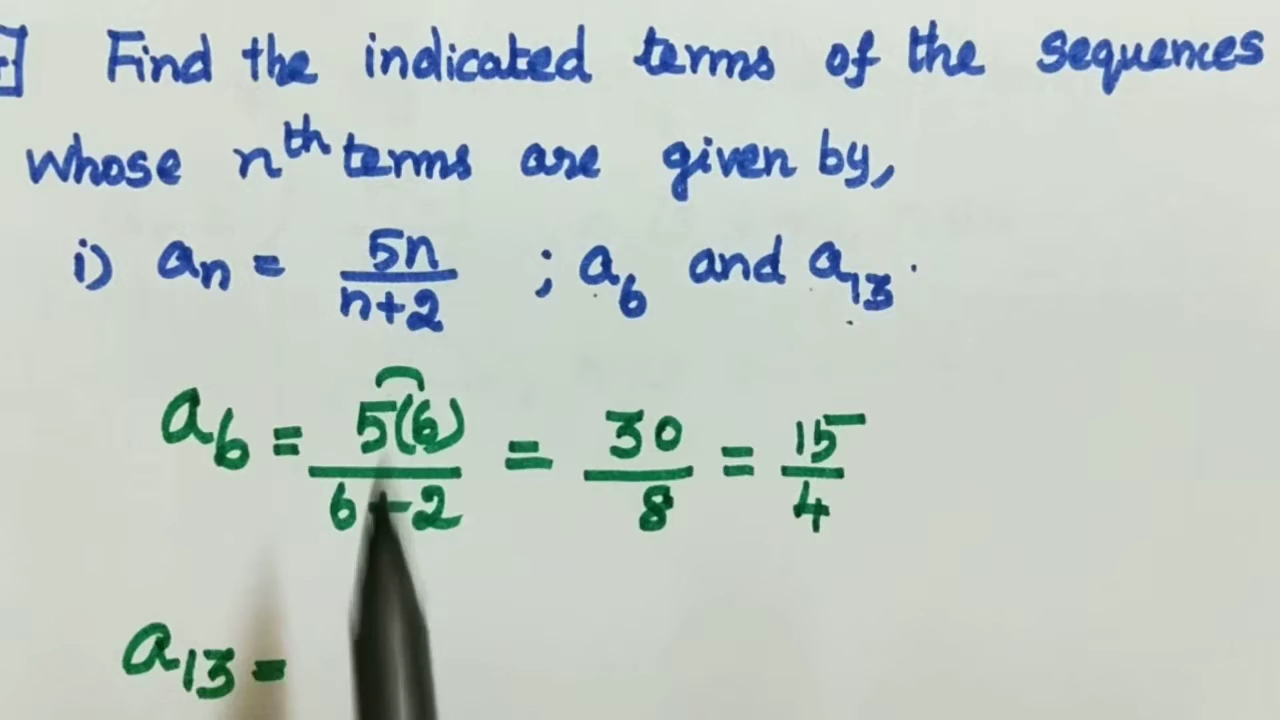 Find the indicated terms of the sequences
whose nth terms are given by,
i) an = 5n/n+2 ; a6 and a13.
a6 = 5(6)/6+2 = 30/8 = 15/4
a13 =